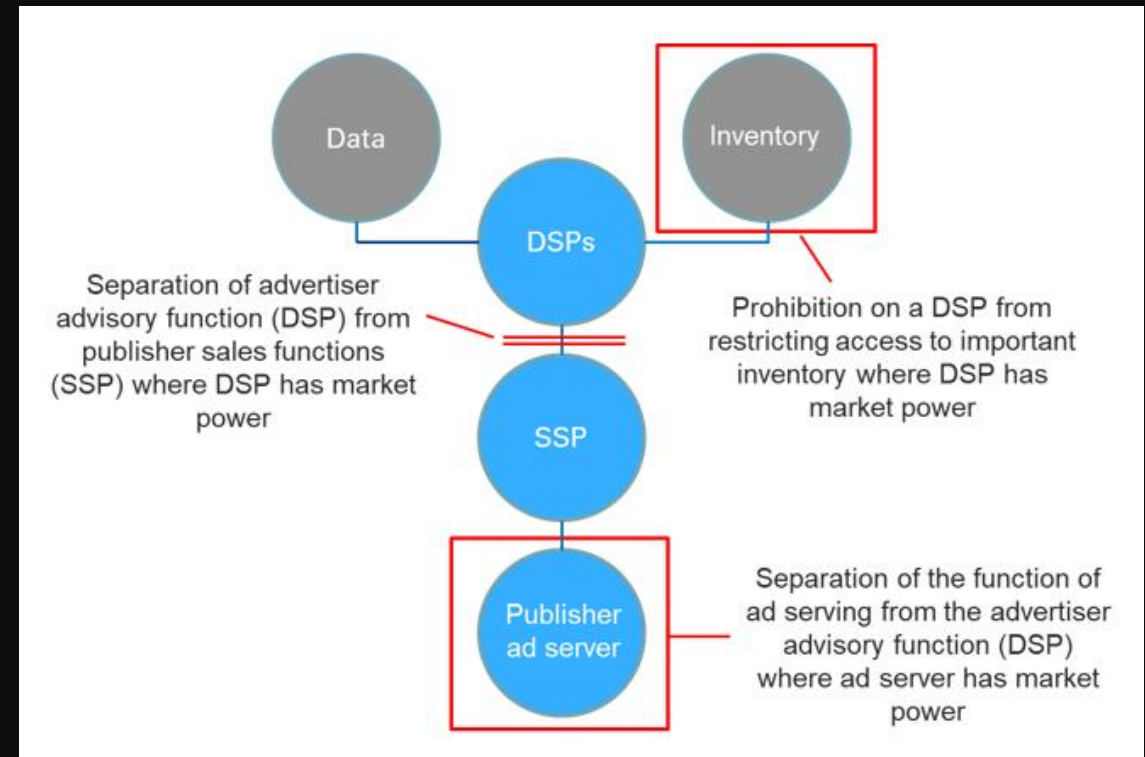 Data
Inventory
DSPs
Separation of advertiser
advisory function (DSP) from
publisher sales functions
(SSP) where DSP has market
power
Prohibition on a DSP from
restricting access to important
inventory where DSP has
market power
SSP
Publisher
ad server
Separation of the function of
ad serving from the advertiser
advisory function (DSP)
where ad server has market
power